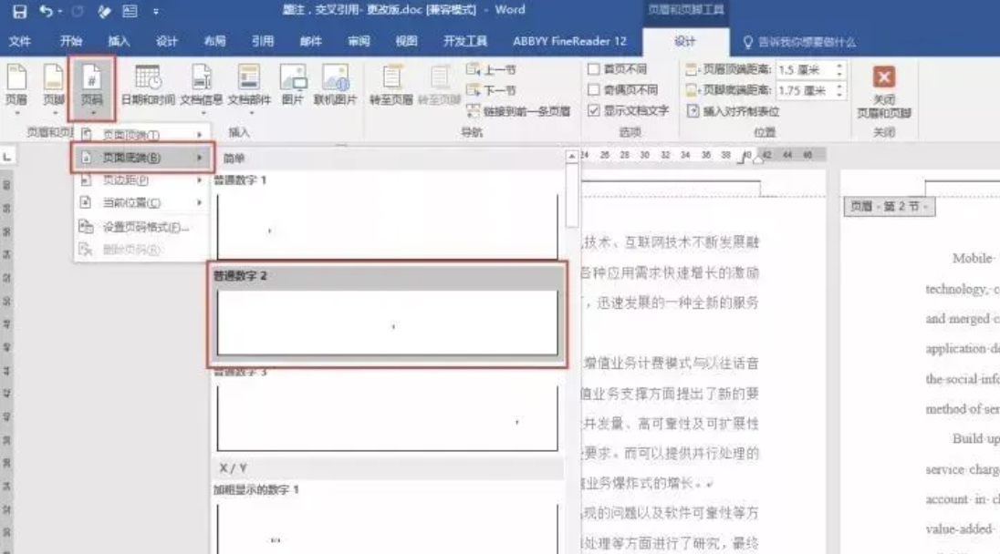 题注,交叉引用- 更改版.doc [兼容模式] - Word
页眉和页脚工具
文件 开始 插入 设计 布局 引用 邮件 审阅 视图 开发工具 ABBYY FineReader 12 设计 告诉我你想要做什么
页眉 页脚 页码 日期和时间 文档信息 文档部件 图片 联机图片 转至页眉 转至页脚
上一节
下一节
链接到前一条页眉
首页不同
奇偶页不同
显示文档文字
页眉顶端距离: 1.5 厘米
页脚底端距离: 1.75 厘米
插入对齐制表位
关闭
页眉和页脚
页眉和页 插入 导航 选项 位置 关闭
页面顶端(T)
页面底端(B)
页边距(P)
当前位置(C)
设置页码格式(F)...
删除页码(R)
简单
普通数字 1
普通数字 2
普通数字 3
X / Y
加粗显示的数字 1
24 26 28 30 32 34 36 38 40 42 44 46
页眉 - 第 2 节 -
技术、互联网技术不断发展融
各种应用需求快速增长的激励
,迅速发展的一种全新的服务
增值业务计费模式与以往话音
值业务支撑方面提出了新的要
并发量、高可靠性及可扩展性
要求。而可以提供并行处理的
业务爆炸式的增长。
现的问题以及软件可靠性等方
处理等方面进行了研究,最终
Mobile
technology, c
and merged c
application de
the social info
method of ser
Build up
service charg
account in ch
value-added